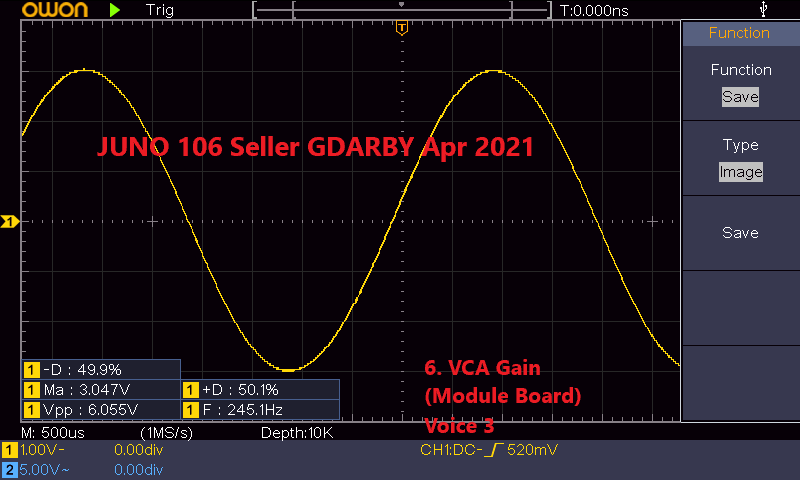 owon Trig T:0.000ns
Function
Function
Save
Type
Image
Save
T
JUNO 106 Seller GDARBY Apr 2021
1
6. VCA Gain
(Module Board)
Voice 3
1 -D : 49.9%
1 Ma : 3.047V 1 +D : 50.1%
1 Vpp : 6.055V 1 F : 245.1Hz
M: 500us (1MS/s) Depth:10K
1 1.00V- 0.00div CH1:DC- 520mV
2 5.00V~ 0.00div